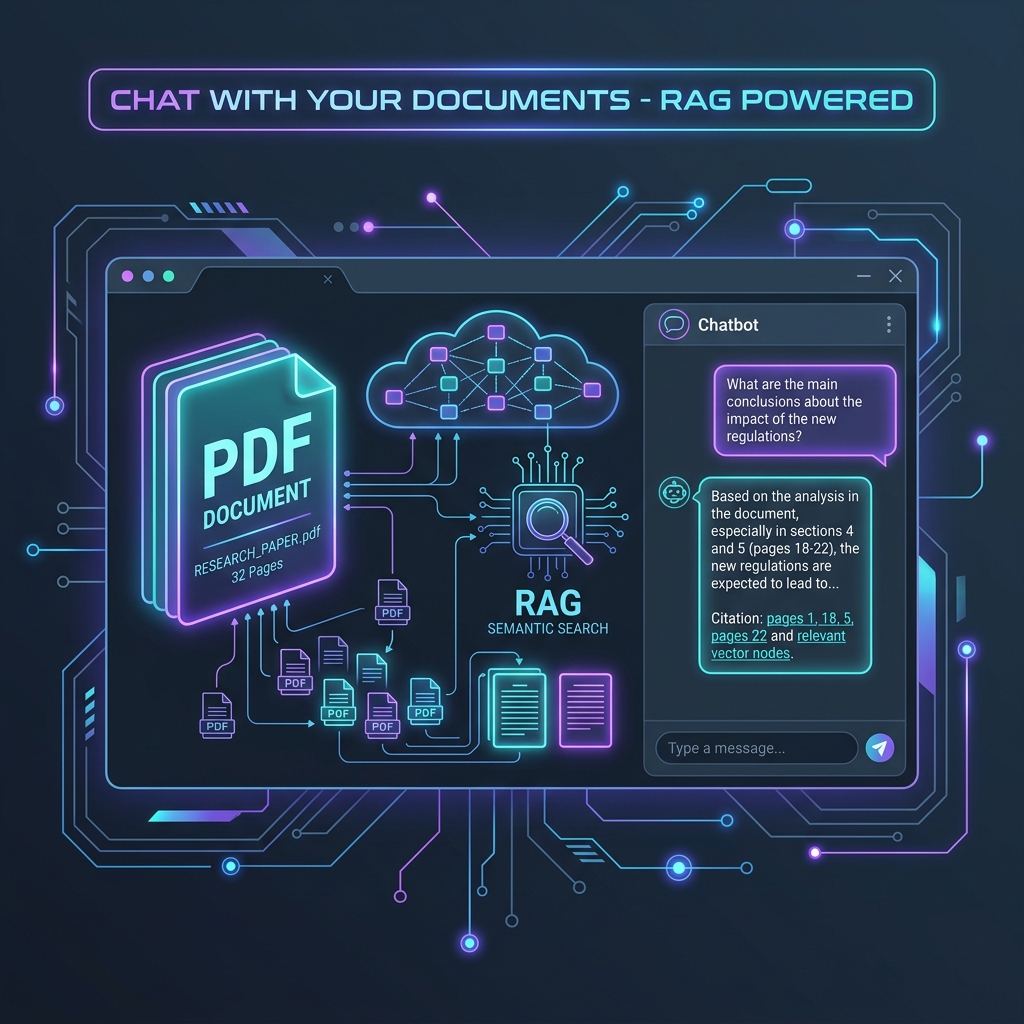 CHAT WITH YOUR DOCUMENTS - RAG POWERED
PDF
DOCUMENT
RESEARCH_PAPER.pdf
32 Pages
PDF
PDF
PDF
POF
POF
PDF
RAG
SEMANTIC SEARCH
Chatbot
What are the main
conclusions about the
impact of the new
regulations?
Based on the analysis in
the document,
especially in sections 4
and 5 (pages 18-22), the
new regulations are
expected to lead to...
Citation: pages 1, 18, 5,
pages 22 and relevant
vector nodes.
Type a message...